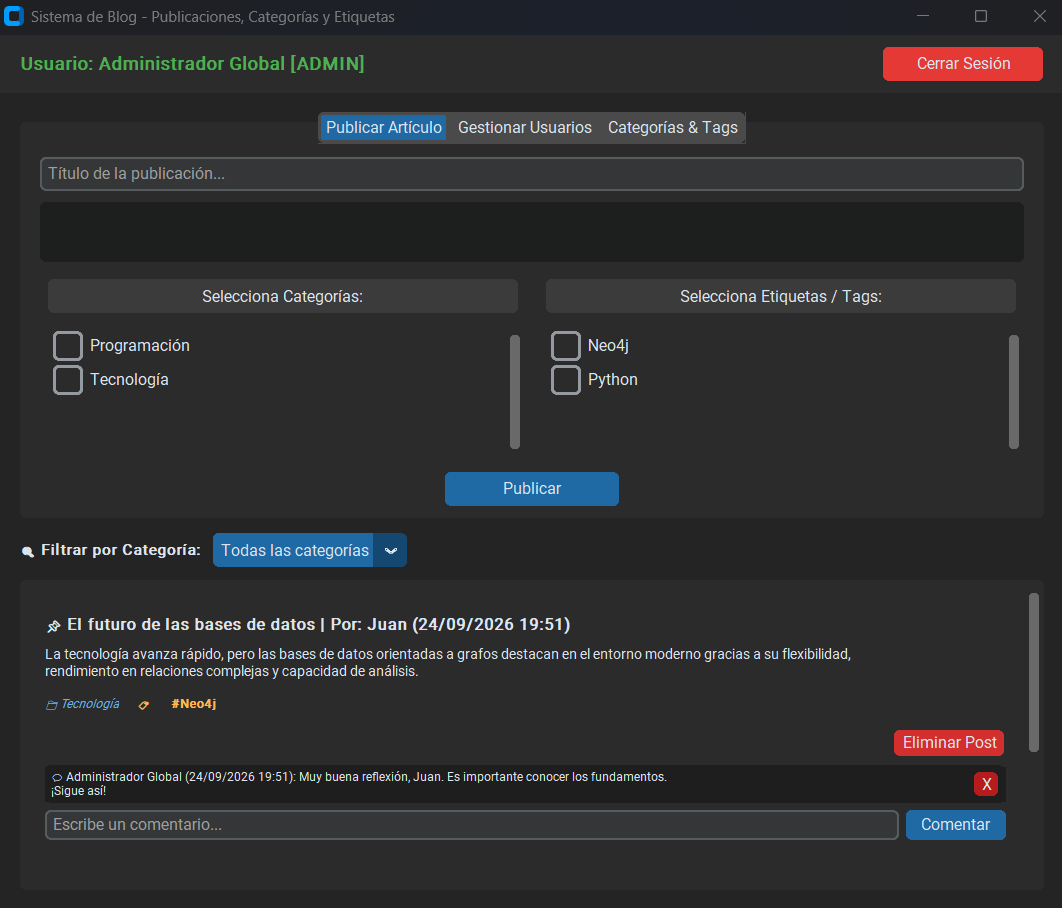 Sistema de Blog - Publicaciones, Categorías y Etiquetas
Usuario: Administrador Global [ADMIN]
Cerrar Sesión
Publicar Artículo
Gestionar Usuarios
Categorías & Tags
Título de la publicación...
Selecciona Categorías:
Selecciona Etiquetas / Tags:
Programación
Neo4j
Tecnología
Python
Publicar
Filtrar por Categoría:
Todas las categorías
El futuro de las bases de datos | Por: Juan (24/09/2026 19:51)
La tecnología avanza rápido, pero las bases de datos orientadas a grafos destacan en el entorno moderno gracias a su flexibilidad,
rendimiento en relaciones complejas y capacidad de análisis.
Tecnología
#Neo4j
Eliminar Post
Administrador Global (24/09/2026 19:51): Muy buena reflexión, Juan. Es importante conocer los fundamentos.
¡Sigue así!
X
Escribe un comentario...
Comentar